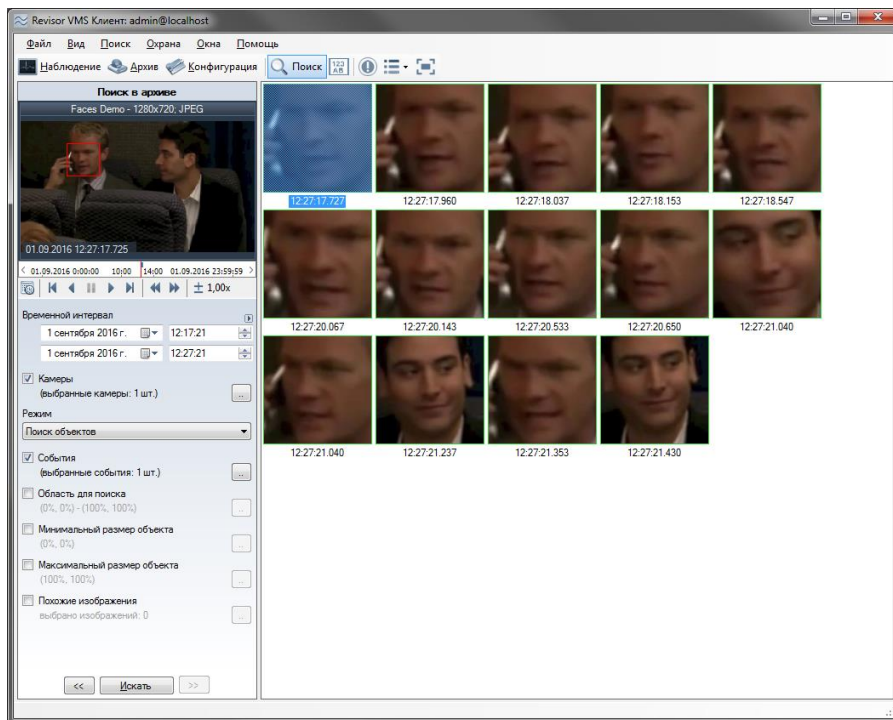 Revisor VMS Клиент: admin@localhost
Файл Вид Поиск Охрана Окна Помощь
Наблюдение Архив Конфигурация Поиск
Поиск в архиве
Faces Demo - 1280x720; JPEG
01.09.2016 12:27:17.725
01.09.2016 0:00:00 10;00 14;00 01.09.2016 23:59:59
± 1,00x
Временной интервал
1 сентября 2016 г. 12:17:21
1 сентября 2016 г. 12:27:21
Камеры
(выбранные камеры: 1 шт.)
..
Режим
Поиск объектов
События
(выбранные события: 1 шт.)
..
Область для поиска
(0%, 0%) - (100%, 100%)
..
Минимальный размер объекта
(0%, 0%)
..
Максимальный размер объекта
(100%, 100%)
..
Похожие изображения
выбрано изображений: 0
..
<< Искать >>
12:27:17.727 12:27:17.960 12:27:18.037 12:27:18.153 12:27:18.547
12:27:20.067 12:27:20.143 12:27:20.533 12:27:20.650 12:27:21.040
12:27:21.040 12:27:21.237 12:27:21.353 12:27:21.430